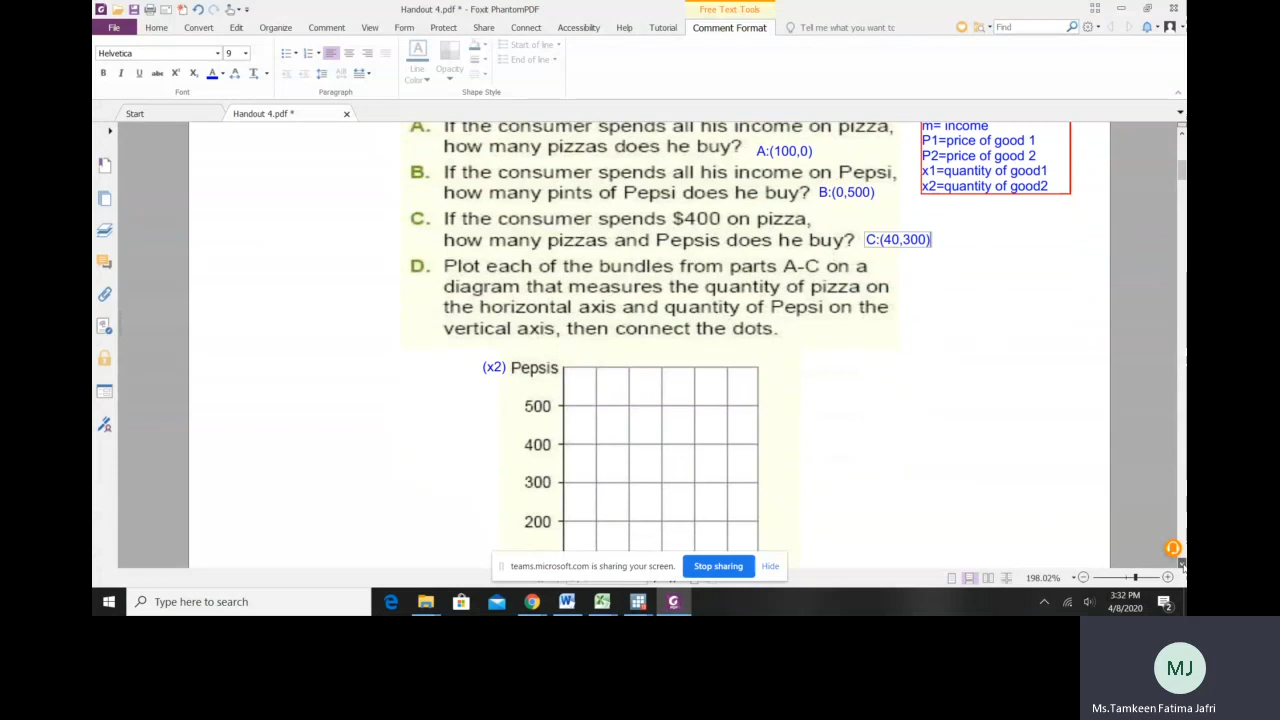 Handout 4.pdf * - Foxit PhantomPDF
Free Text Tools
File Home Convert Edit Organize Comment View Form Protect Share Connect Accessibility Help Tutorial Comment Format Tell me what you want Find
Helvetica 9
Start of line
End of line
Line Color
Opacity
Font Paragraph Shape Style
Start Handout 4.pdf *
A. If the consumer spends all his income on pizza,
how many pizzas does he buy? A:(100,0)
B. If the consumer spends all his income on Pepsi,
how many pints of Pepsi does he buy? B:(0,500)
C. If the consumer spends $400 on pizza,
how many pizzas and Pepsis does he buy? C:(40,300)
D. Plot each of the bundles from parts A-C on a
diagram that measures the quantity of pizza on
the horizontal axis and quantity of Pepsi on the
vertical axis, then connect the dots.
m= income
P1=price of good 1
P2=price of good 2
x1=quantity of good1
x2=quantity of good2
(x2) Pepsis
500
400
300
200
teams.microsoft.com is sharing your screen. Stop sharing Hide
198.02%
Type here to search
3:32 PM
4/8/2020
2
MJ
Ms.Tamkeen Fatima Jafri